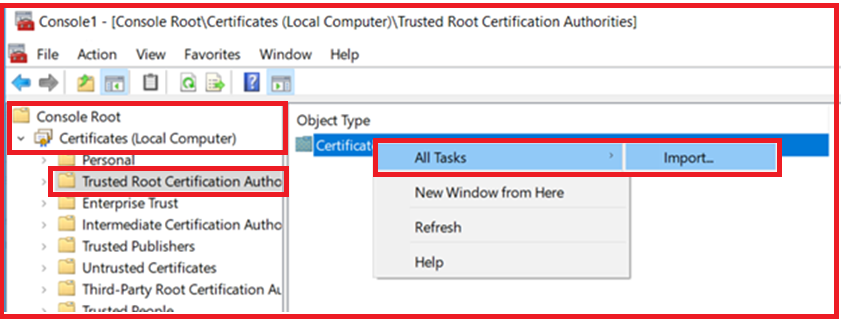 Console1 - [Console Root\Certificates (Local Computer)\Trusted Root Certification Authorities]
File Action View Favorites Window Help
Console Root
Certificates (Local Computer)
Personal
Trusted Root Certification Autho
Enterprise Trust
Intermediate Certification Autho
Trusted Publishers
Untrusted Certificates
Third-Party Root Certification Au
Trusted People
Object Type
Certificate
All Tasks
Import...
New Window from Here
Refresh
Help